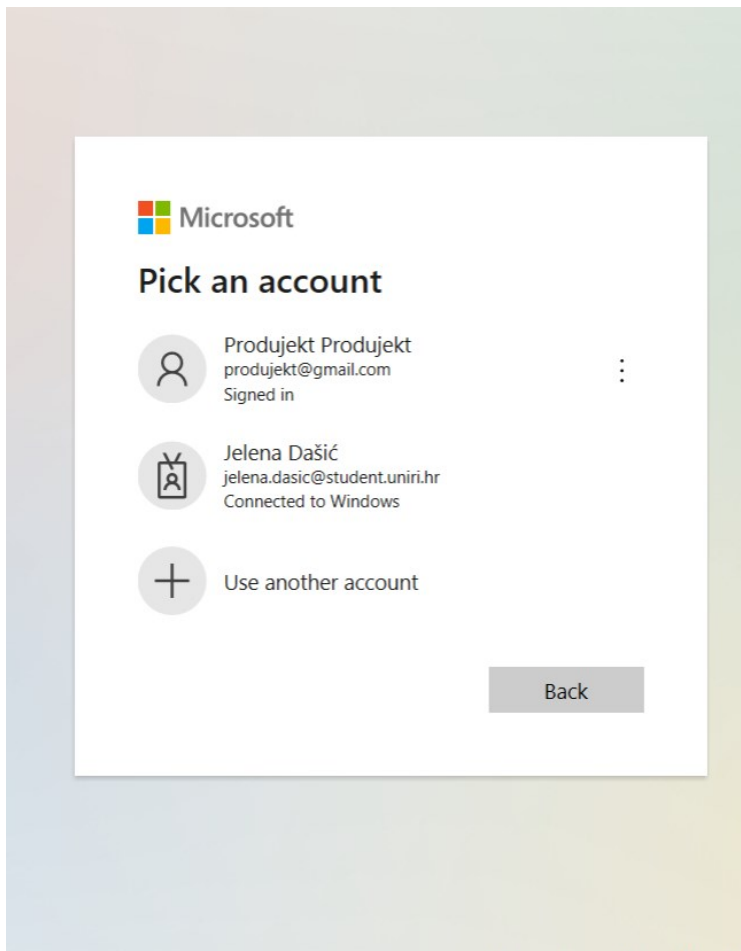 Microsoft
Pick an account
Produjekt Produjekt
produjekt@gmail.com
Signed in
Jelena Dašić
jelena.dasic@student.uniri.hr
Connected to Windows
Use another account
Back